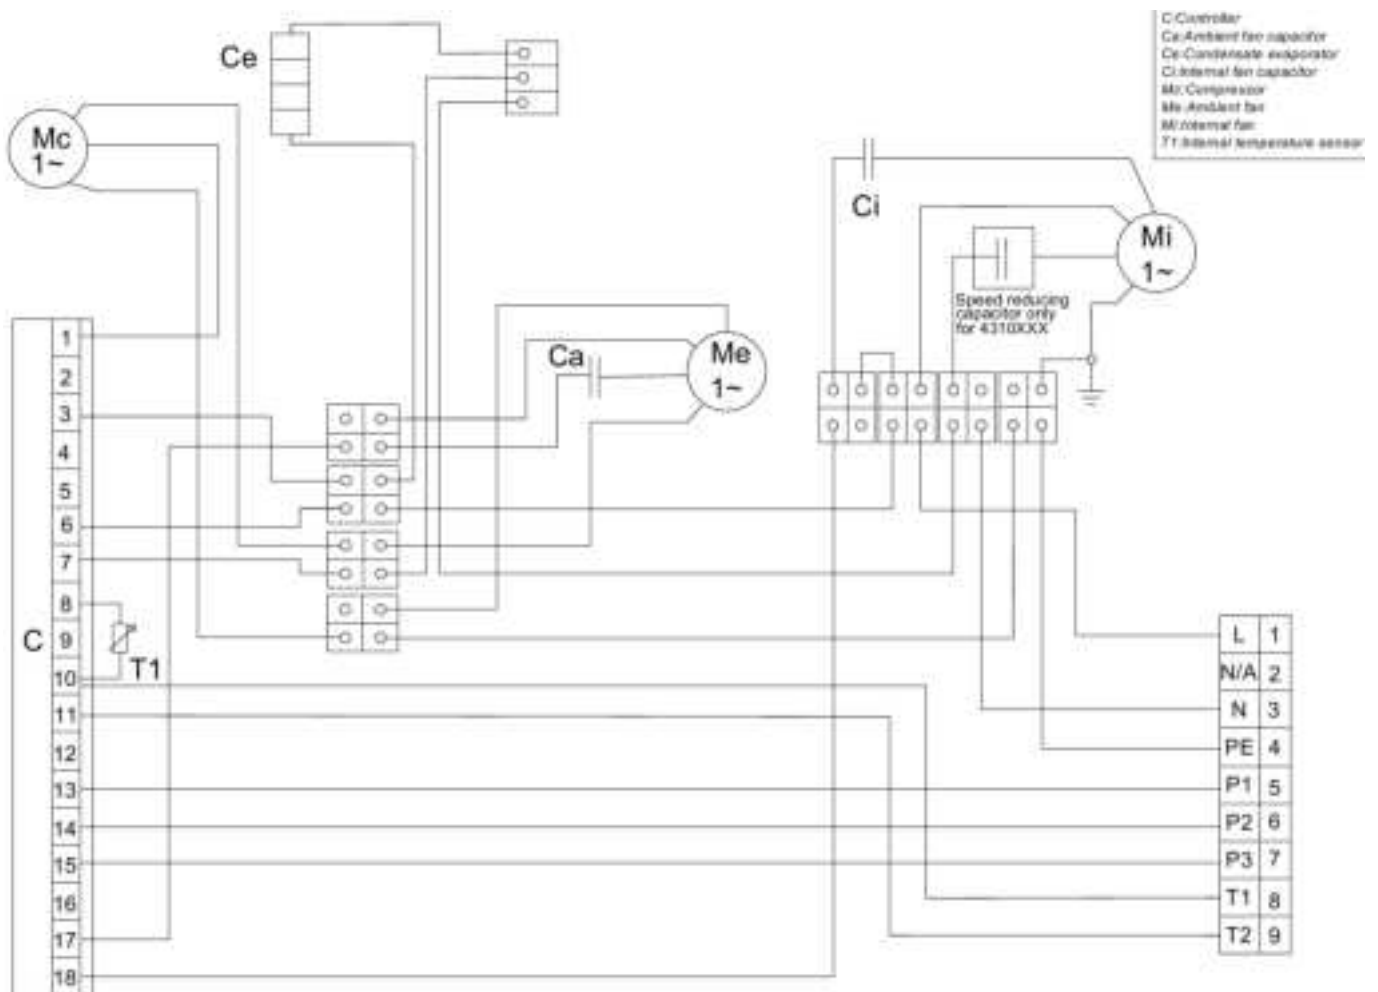 C:Controller
Ca:Ambient fan capacitor
Ce:Condensate evaporator
Ci:Internal fan capacitor
Mc:Compressor
Me:Ambient fan
Mi:Internal fan
T1:Internal temperature sensor
Ce
Mc
1~
Ci
Mi
1~
Speed reducing
capacitor only
for 4310XXX
Ca
Me
1~
C
1
2
3
4
5
6
7
8
9
10
11
12
13
14
15
16
17
18
T1
L 1
N/A 2
N 3
PE 4
P1 5
P2 6
P3 7
T1 8
T2 9